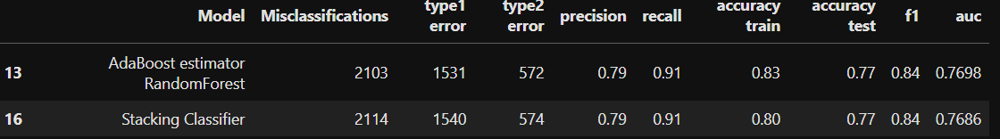 Model Misclassifications type1 error type2 error precision recall accuracy train accuracy test f1 auc
13 AdaBoost estimator RandomForest 2103 1531 572 0.79 0.91 0.83 0.77 0.84 0.7698
16 Stacking Classifier 2114 1540 574 0.79 0.91 0.80 0.77 0.84 0.7686